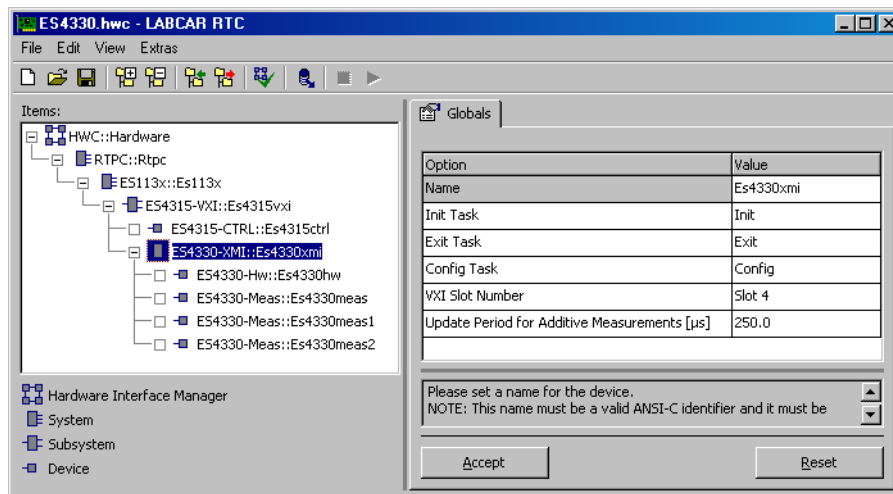 ES4330.hwc - LABCAR RTC
File Edit View Extras
Items:
HWC::Hardware
RTPC::Rtpc
ES113x::Es113x
ES4315-VXI::Es4315vxi
ES4315-CTRL::Es4315ctrl
ES4330-XMI::Es4330xmi
ES4330-Hw::Es4330hw
ES4330-Meas::Es4330meas
ES4330-Meas::Es4330meas1
ES4330-Meas::Es4330meas2
Hardware Interface Manager
System
Subsystem
Device
Globals
Option Value
Name Es4330xmi
Init Task Init
Exit Task Exit
Config Task Config
VXI Slot Number Slot 4
Update Period for Additive Measurements [µs] 250.0
Please set a name for the device.
NOTE: This name must be a valid ANSI-C identifier and it must be
Accept Reset